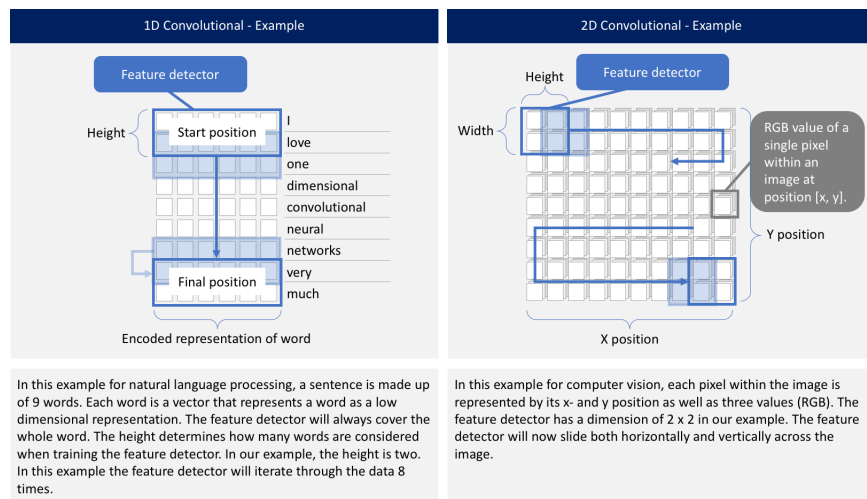 1D Convolutional - Example
Feature detector
Height
Start position
I
love
one
dimensional
convolutional
neural
networks
very
much
Final position
Encoded representation of word
In this example for natural language processing, a sentence is made up
of 9 words. Each word is a vector that represents a word as a low
dimensional representation. The feature detector will always cover the
whole word. The height determines how many words are considered
when training the feature detector. In our example, the height is two.
In this example the feature detector will iterate through the data 8
times.
2D Convolutional - Example
Height
Feature detector
Width
RGB value of a
single pixel
within an
image at
position [x, y].
Y position
X position
In this example for computer vision, each pixel within the image is
represented by its x- and y position as well as three values (RGB). The
feature detector has a dimension of 2 x 2 in our example. The feature
detector will now slide both horizontally and vertically across the
image.